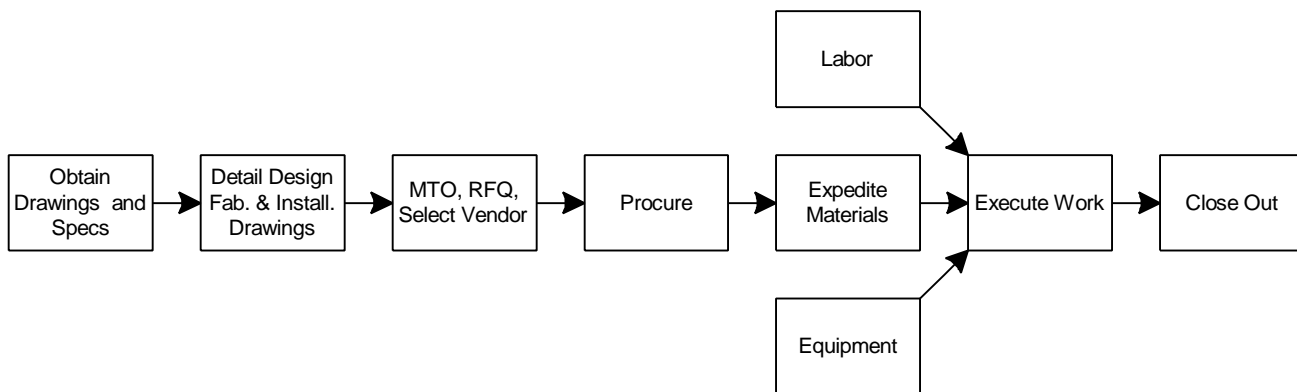 Labor
Obtain
Drawings and
Specs
Detail Design
Fab. & Install.
Drawings
MTO, RFQ,
Select Vendor
Procure
Expedite
Materials
Execute Work
Close Out
Equipment